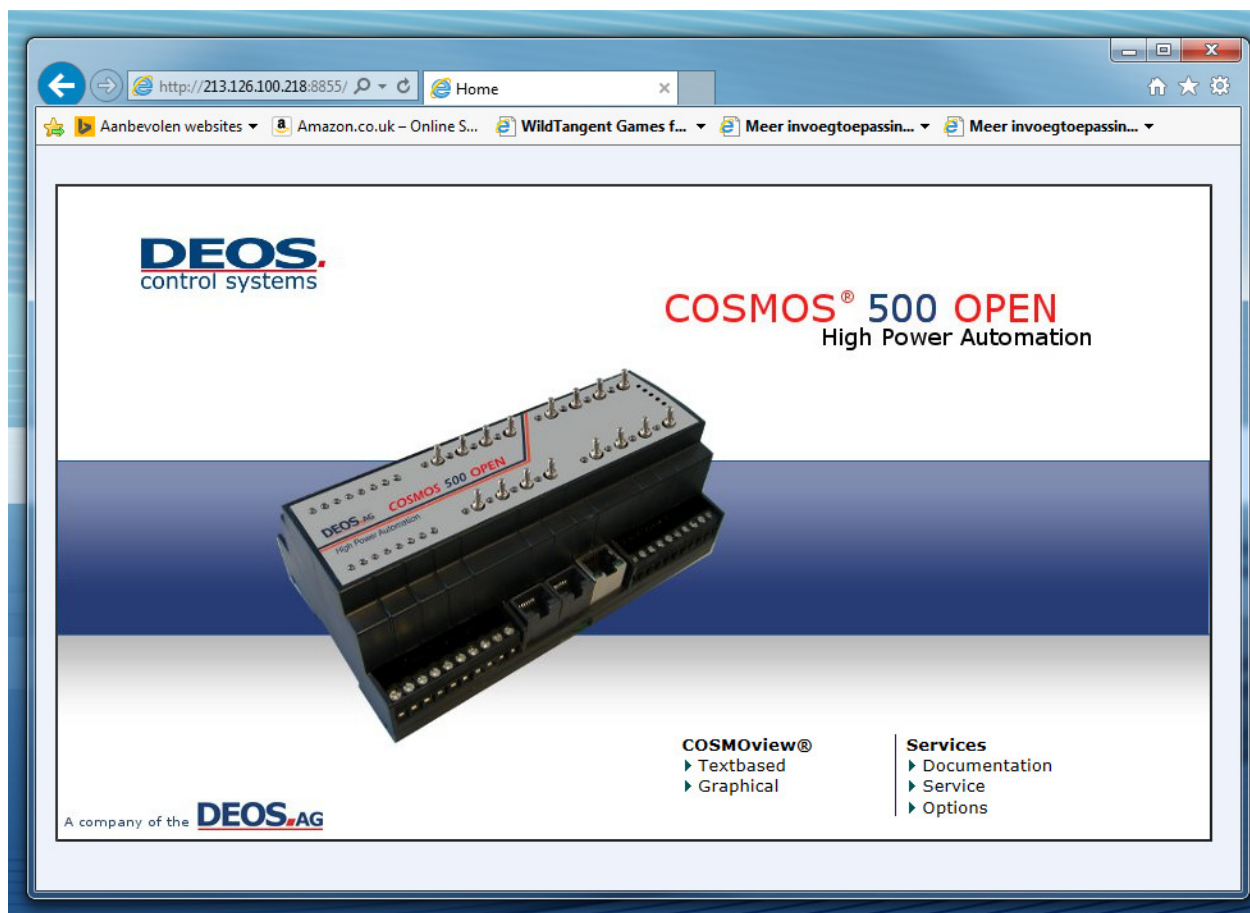 http://213.126.100.218:8855/
Home
Aanbevolen websites
Amazon.co.uk – Online S...
WildTangent Games f...
Meer invoegtoepassin...
Meer invoegtoepassin...
DEOS.
control systems
COSMOS® 500 OPEN
High Power Automation
DEOS.AG COSMOS 500 OPEN
High Power Automation
COSMOview®
Textbased
Graphical
Services
Documentation
Service
Options
A company of the DEOS.AG